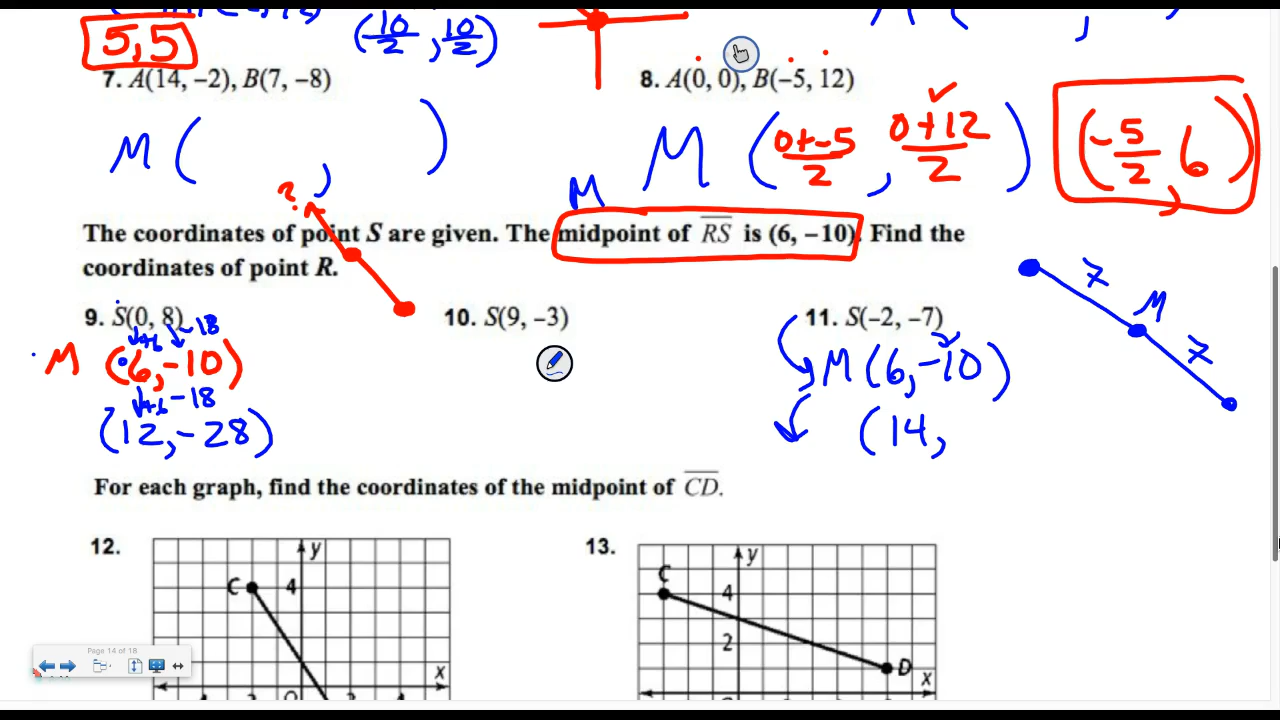 5,5
(10/2, 10/2)
7. A(14, −2), B(7, −8)
8. A(0, 0), B(−5, 12)
M ( , )
M (0+-5/2, 0+12/2) (-5/2, 6)
?
M
The coordinates of point S are given. The midpoint of RS is (6, −10). Find the
coordinates of point R.
7
M
7
9. S(0, 8)
10. S(9, −3)
11. S(−2, −7)
+6 -18
M (6, -10)
M (6, -10)
+6 -18
(12, -28)
(14,
For each graph, find the coordinates of the midpoint of CD.
12.
13.
y
C 4
x
O
y
C
4
2
D
x
Page 14 of 18